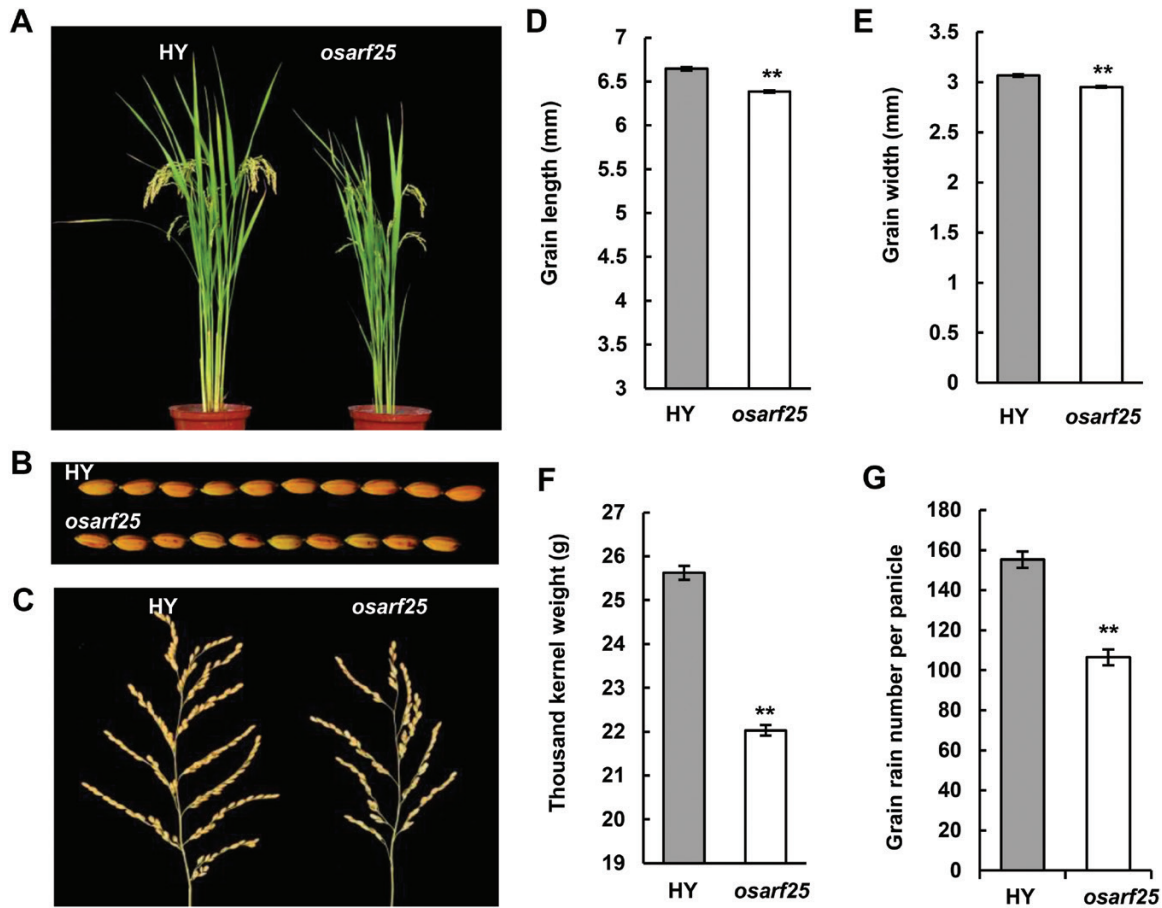 A
HY osarf25
B
HY
osarf25
C
HY osarf25
D
Grain length (mm)
7
6.5
6
5.5
5
4.5
4
6.5
3
**
HY osarf25
E
Grain width (mm)
3.5
3
2.5
2
1.5
1
0.5
0
**
HY osarf25
F
Thousand kernel weight (g)
27
26
25
24
23
22
21
20
19
**
HY osarf25
G
Grain rain number per panicle
180
160
140
120
100
80
60
40
20
0
**
HY osarf25